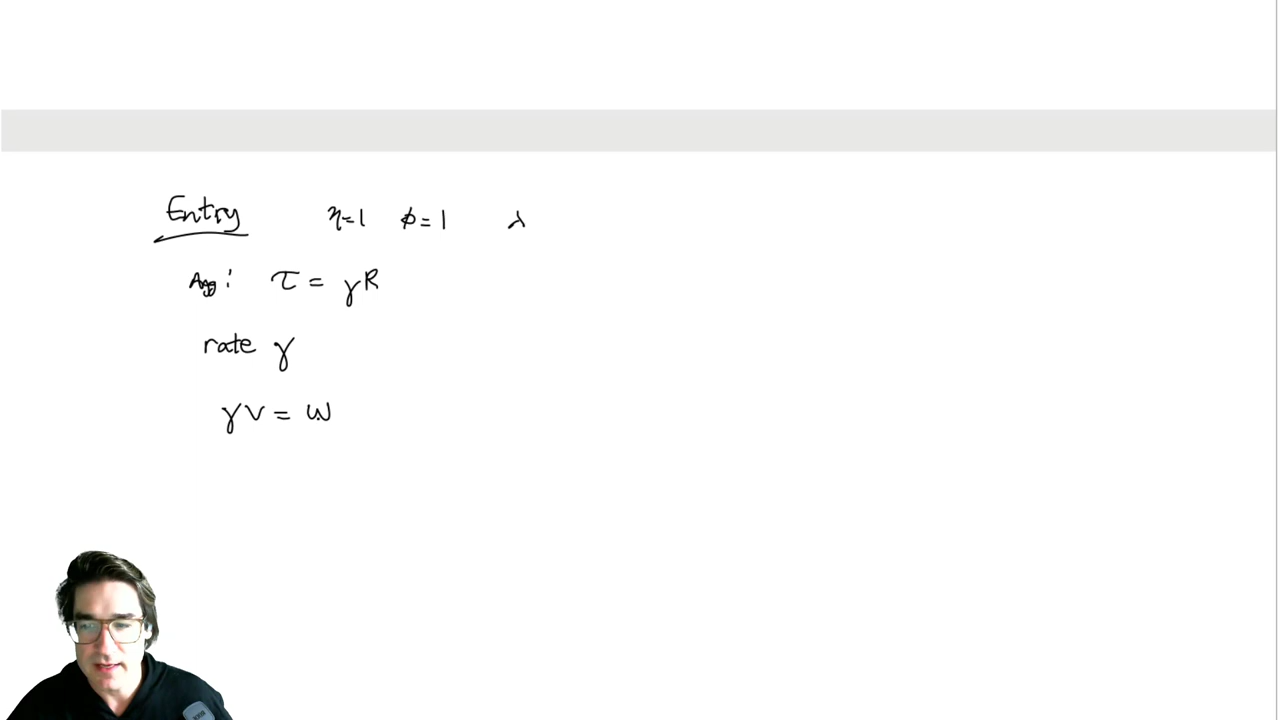 Entry η=1 ϕ=1 λ
Agg: τ = γR
rate γ
γV = w